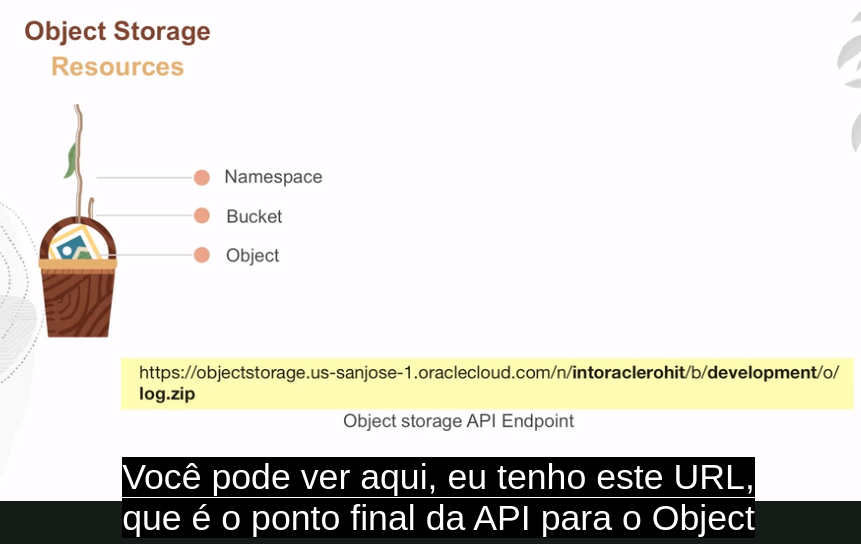 Object Storage
Resources
Namespace
Bucket
Object
https://objectstorage.us-sanjose-1.oraclecloud.com/n/intoraclerohit/b/development/o/
log.zip
Object storage API Endpoint
Você pode ver aqui, eu tenho este URL,
que é o ponto final da API para o Object